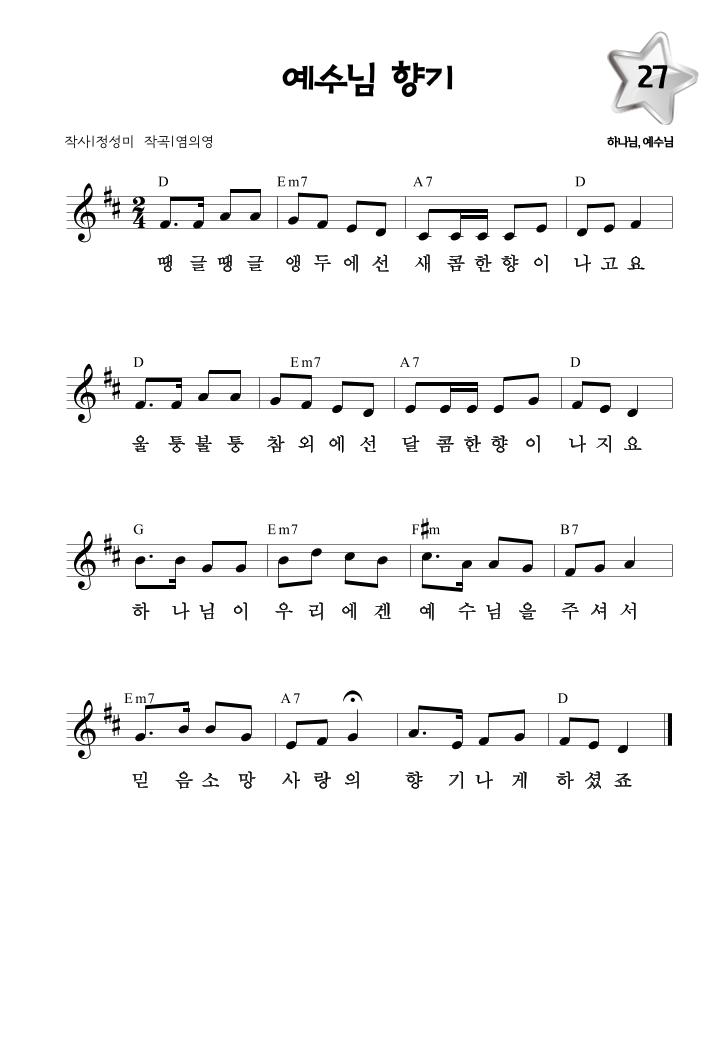 예수님 향기
27
작사|정성미 작곡|염의영
하나님, 예수님
D Em7 A7 D
땡글땡글 앵두에선 새콤한향이 나고요
D Em7 A7 D
울퉁불퉁 참외에선 달콤한향이 나지요
G Em7 F#m B7
하나님이 우리에겐 예수님을 주셔서
Em7 A7 D
믿음소망 사랑의 향기나게 하셨죠